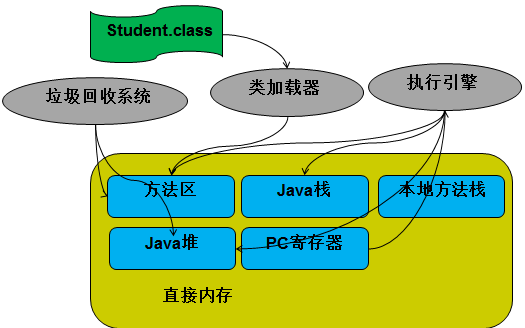 Student.class
垃圾回收系统
类加载器
执行引擎
方法区
Java栈
本地方法栈
Java堆
PC寄存器
直接内存